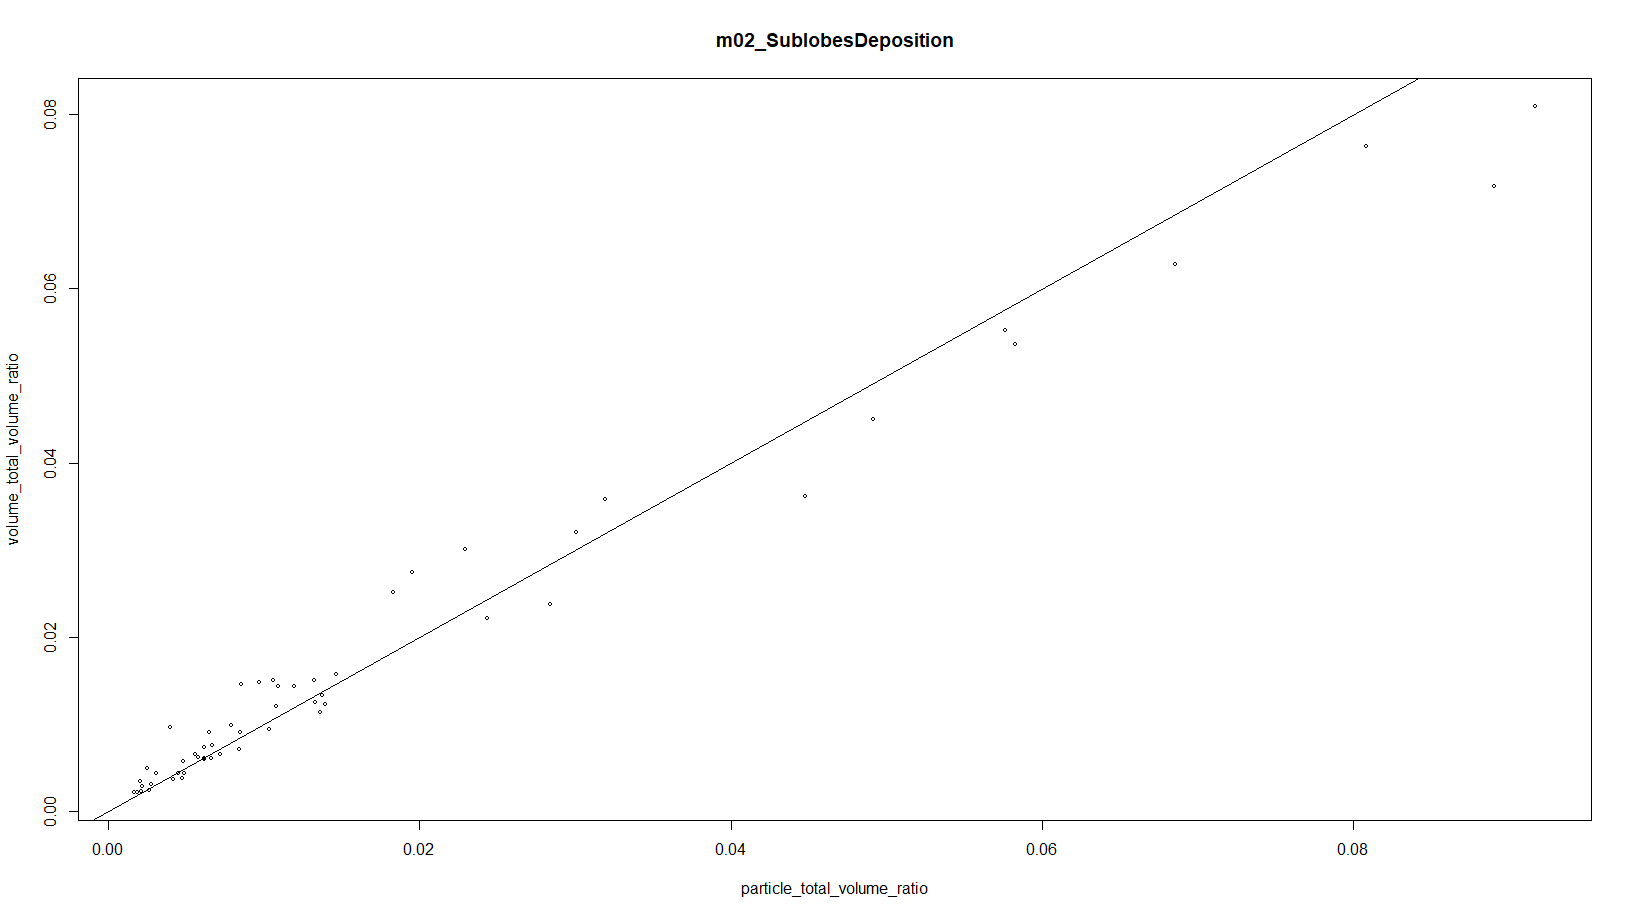 m02_SublobesDeposition
volume_total_volume_ratio
0.08
0.06
0.04
0.02
0.00
0.00 0.02 0.04 0.06 0.08
particle_total_volume_ratio